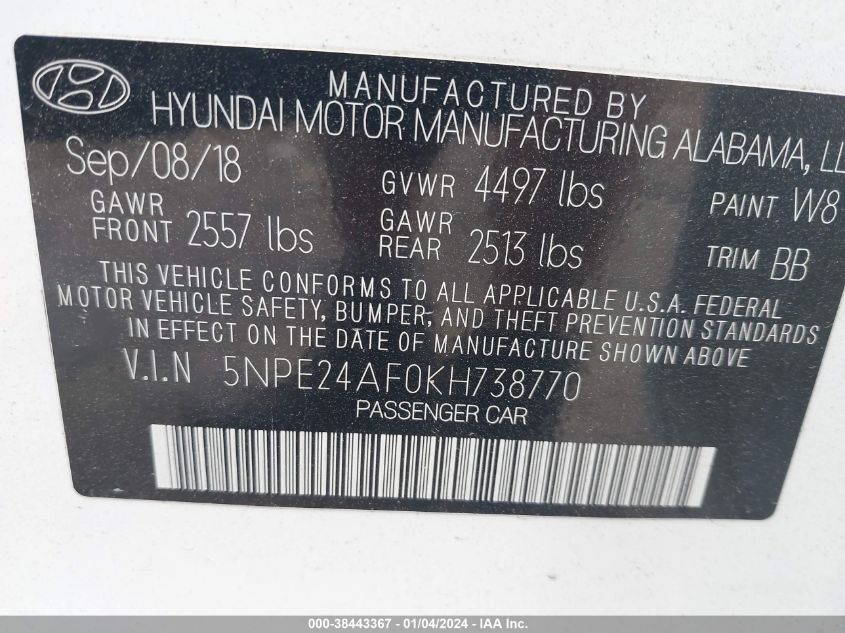 MANUFACTURED BY
HYUNDAI MOTOR MANUFACTURING ALABAMA, LL
Sep/08/18 GVWR 4497 lbs PAINT W8
GAWR FRONT 2557 lbs GAWR REAR 2513 lbs TRIM BB
THIS VEHICLE CONFORMS TO ALL APPLICABLE U.S.A. FEDERAL
MOTOR VEHICLE SAFETY, BUMPER, AND THEFT PREVENTION STANDARDS
IN EFFECT ON THE DATE OF MANUFACTURE SHOWN ABOVE
V.I.N 5NPE24AF0KH738770
PASSENGER CAR
000-38443367 - 01/04/2024 - IAA Inc.